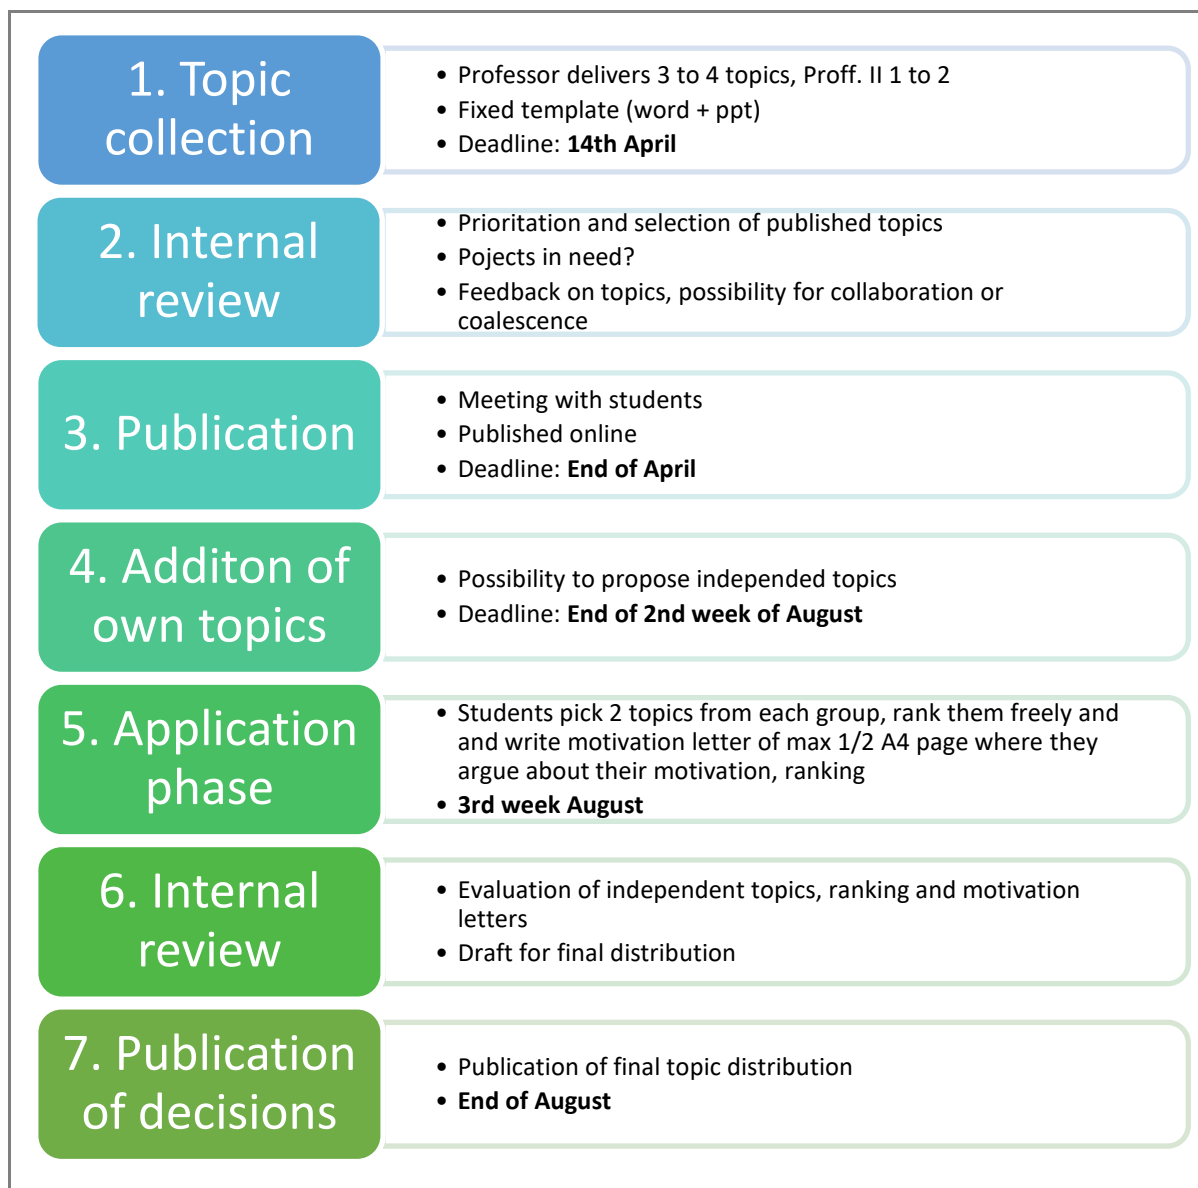 1. Topic
collection
• Professor delivers 3 to 4 topics, Proff. II 1 to 2
• Fixed template (word + ppt)
• Deadline: 14th April
2. Internal
review
• Prioritation and selection of published topics
• Pojects in need?
• Feedback on topics, possibility for collaboration or
coalescence
3. Publication
• Meeting with students
• Published online
• Deadline: End of April
4. Additon of
own topics
• Possibility to propose independed topics
• Deadline: End of 2nd week of August
5. Application
phase
• Students pick 2 topics from each group, rank them freely and
and write motivation letter of max 1/2 A4 page where they
argue about their motivation, ranking
• 3rd week August
6. Internal
review
• Evaluation of independent topics, ranking and motivation
letters
• Draft for final distribution
7. Publication
of decisions
• Publication of final topic distribution
• End of August